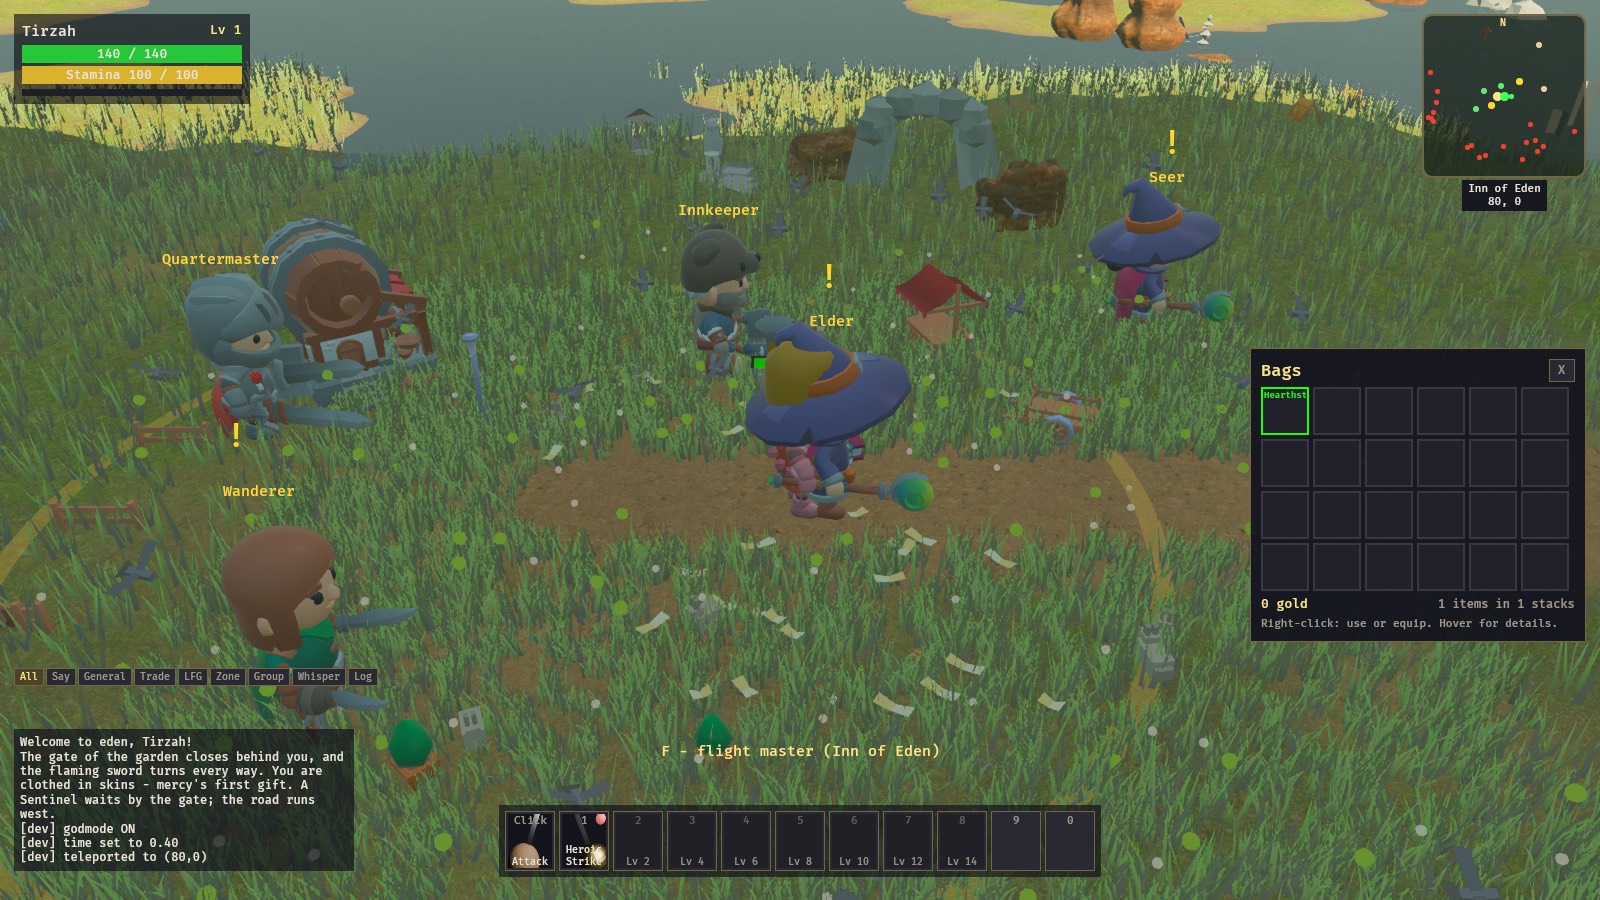 Tirzah Lv 1
140 / 140
Stamina 100 / 100
N
Inn of Eden
80, 0
!
Seer
Innkeeper
Quartermaster
!
Elder
!
Wanderer
Bags X
Hearthst
0 gold 1 items in 1 stacks
Right-click: use or equip. Hover for details.
All Say General Trade LFG Zone Group Whisper Log
Welcome to eden, Tirzah!
The gate of the garden closes behind you, and
the flaming sword turns every way. You are
clothed in skins - mercy's first gift. A
Sentinel waits by the gate; the road runs
west.
[dev] godmode ON
[dev] time set to 0.40
[dev] teleported to (80,0)
F - flight master (Inn of Eden)
Click 1 2 3 4 5 6 7 8 9 0
Attack Heroic Strike Lv 2 Lv 4 Lv 6 Lv 8 Lv 10 Lv 12 Lv 14